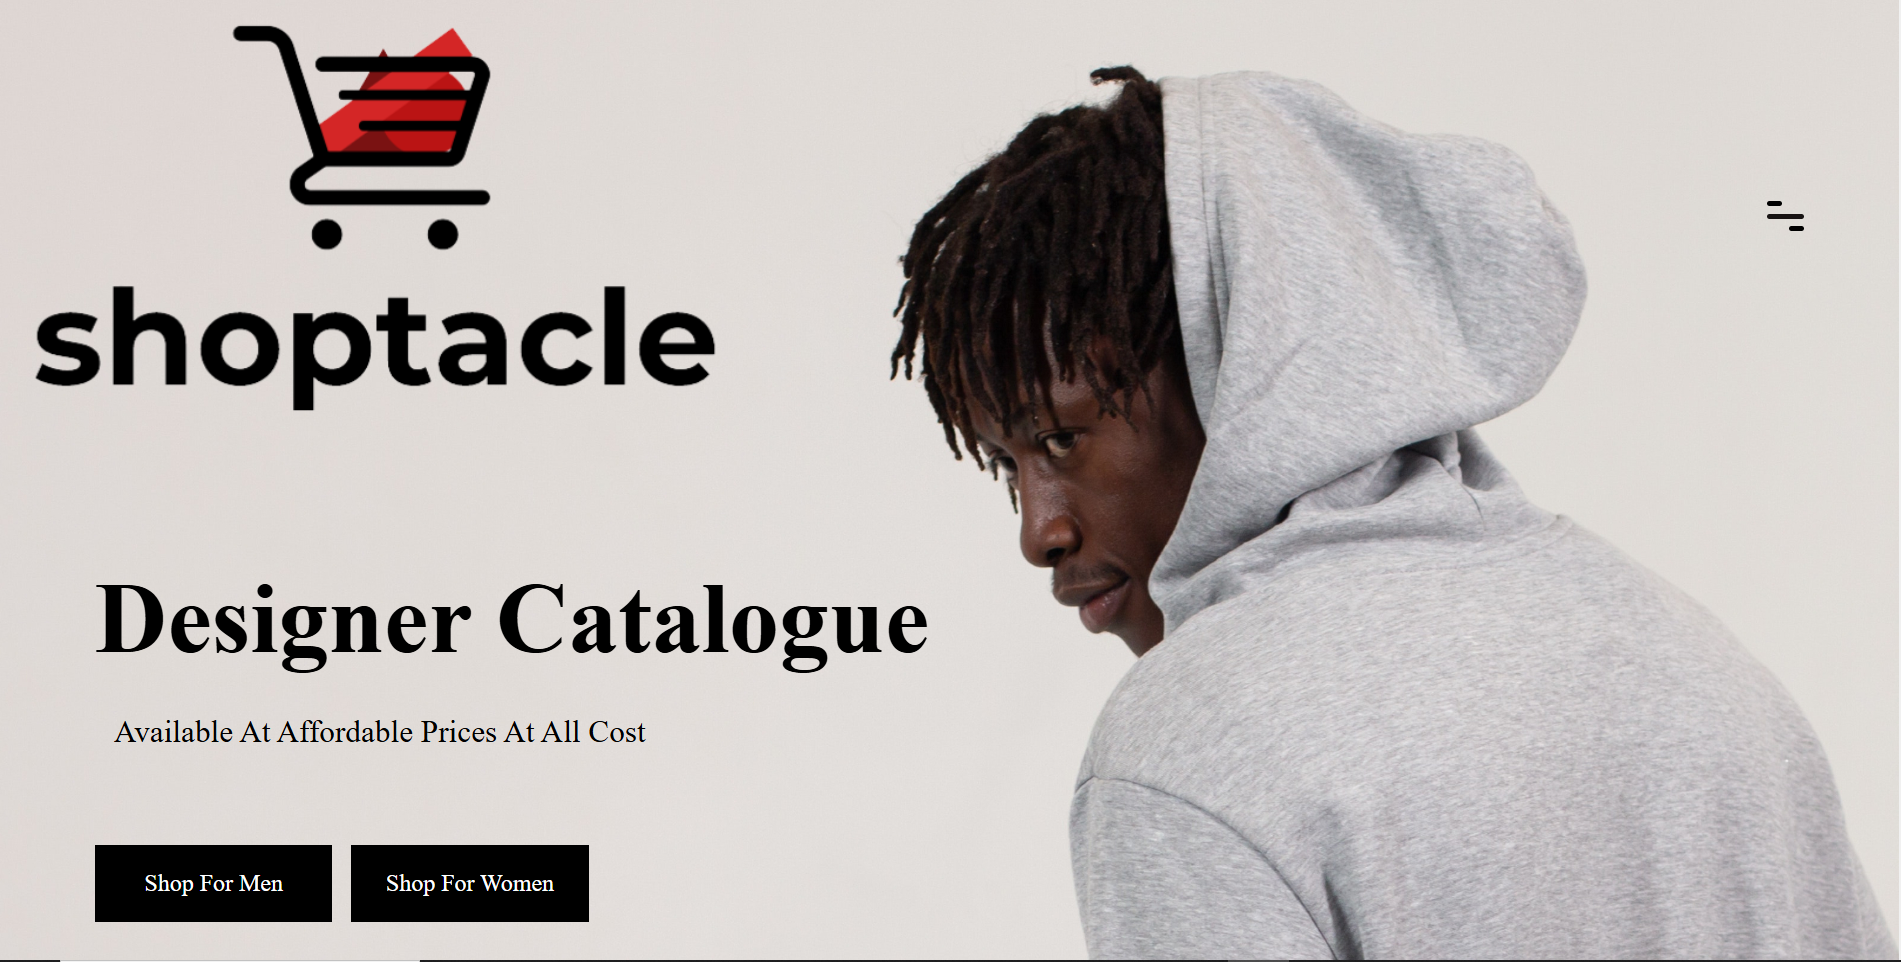 shoptacle
Designer Catalogue
Available At Affordable Prices At All Cost
Shop For Men
Shop For Women